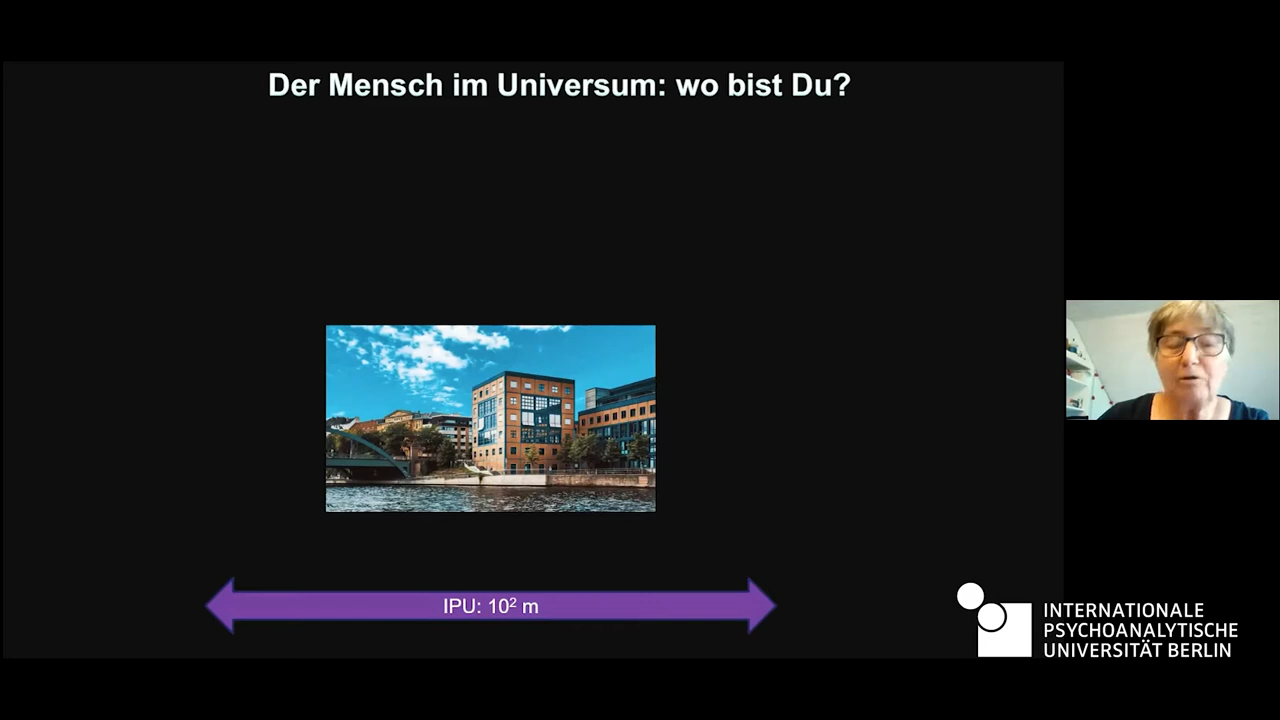 Der Mensch im Universum: wo bist Du?
IPU: 10² m
INTERNATIONALE
PSYCHOANALYTISCHE
UNIVERSITÄT BERLIN